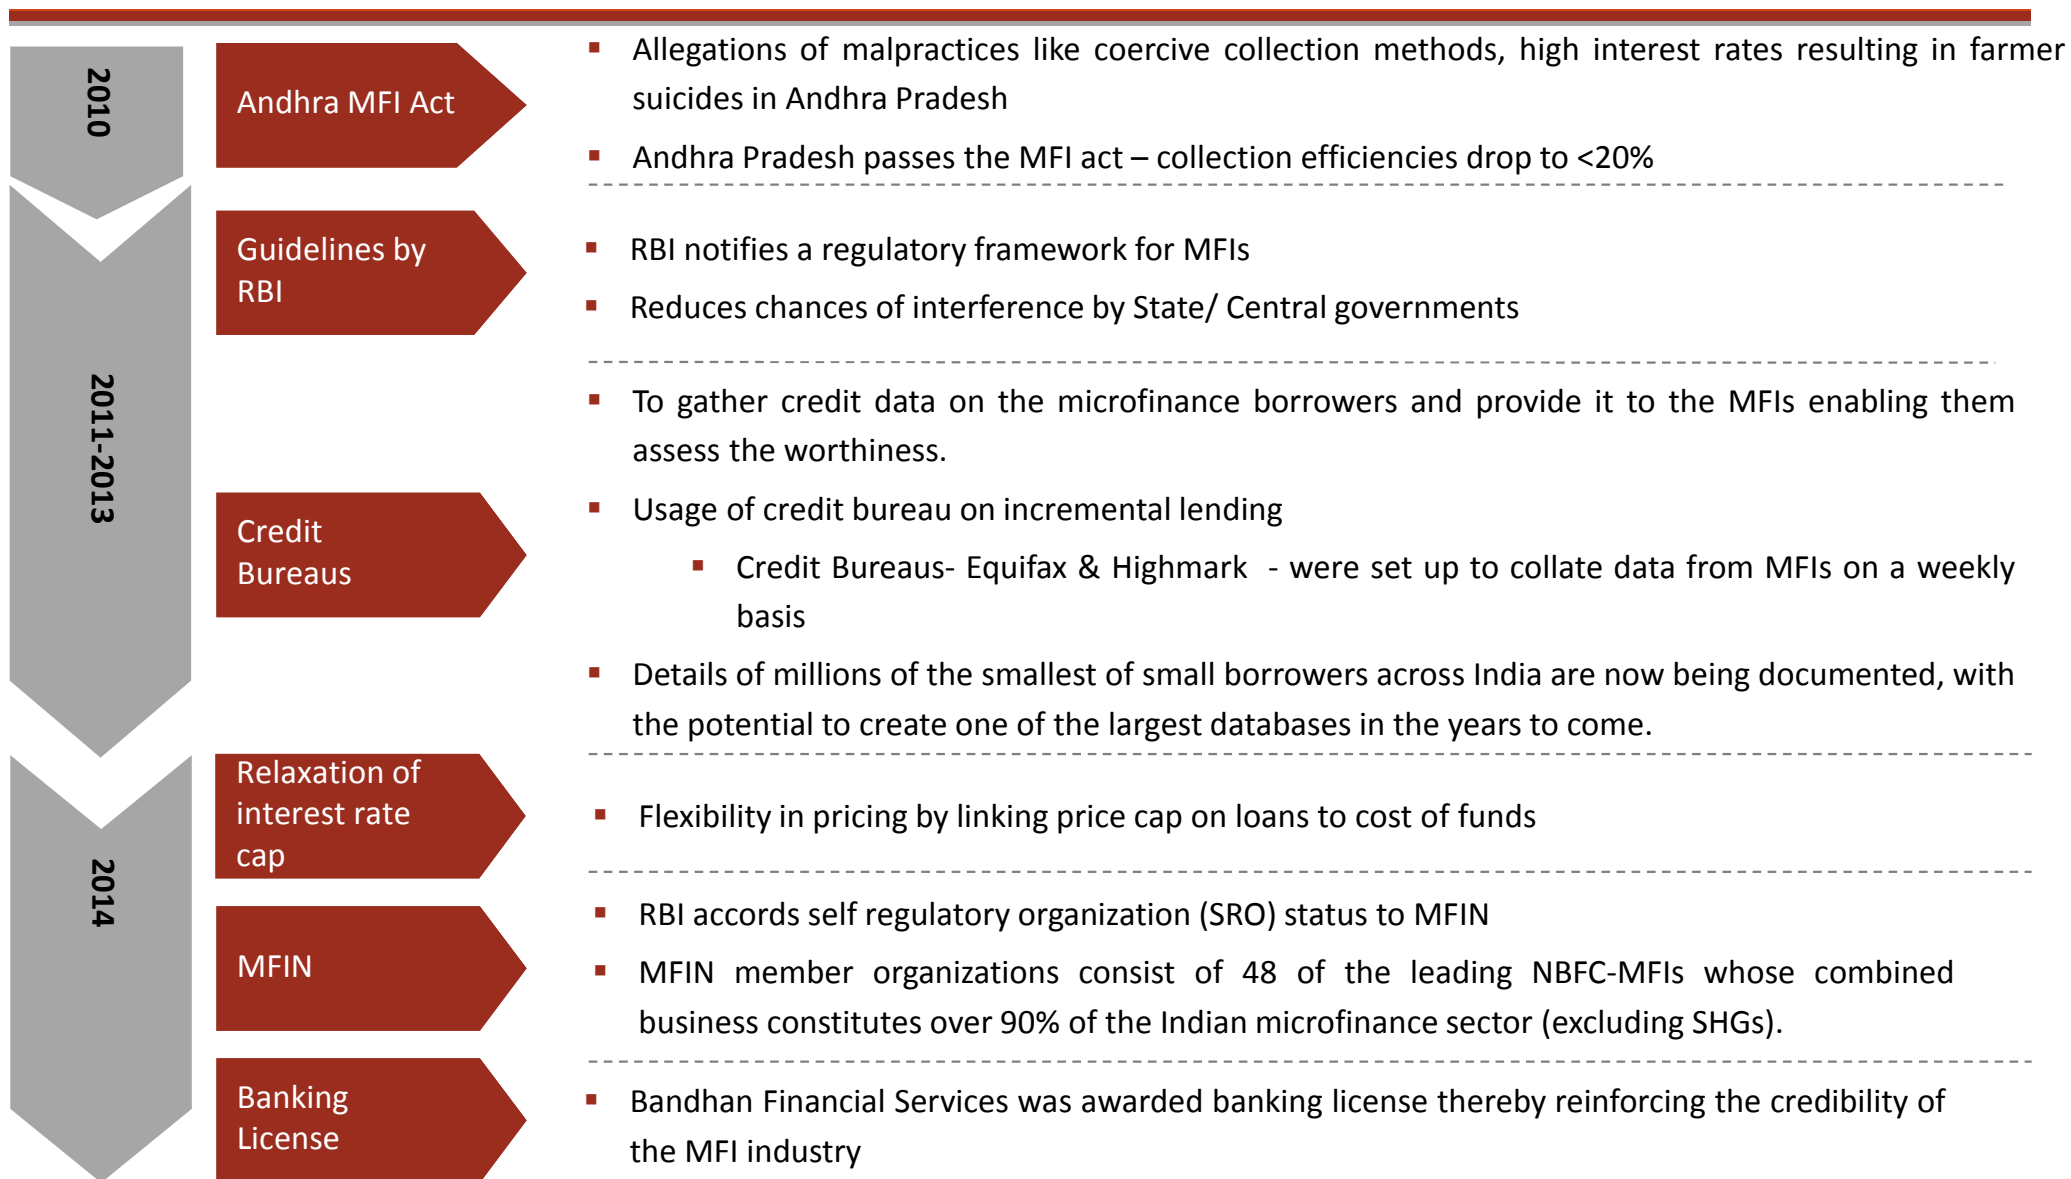 2010
Andhra MFI Act
▪ Allegations of malpractices like coercive collection methods, high interest rates resulting in farmer
suicides in Andhra Pradesh
▪ Andhra Pradesh passes the MFI act – collection efficiencies drop to <20%
2011-2013
Guidelines by
RBI
▪ RBI notifies a regulatory framework for MFIs
▪ Reduces chances of interference by State/ Central governments
Credit
Bureaus
▪ To gather credit data on the microfinance borrowers and provide it to the MFIs enabling them
assess the worthiness.
▪ Usage of credit bureau on incremental lending
▪ Credit Bureaus- Equifax & Highmark - were set up to collate data from MFIs on a weekly
basis
▪ Details of millions of the smallest of small borrowers across India are now being documented, with
the potential to create one of the largest databases in the years to come.
2014
Relaxation of
interest rate
cap
▪ Flexibility in pricing by linking price cap on loans to cost of funds
MFIN
▪ RBI accords self regulatory organization (SRO) status to MFIN
▪ MFIN member organizations consist of 48 of the leading NBFC-MFIs whose combined
business constitutes over 90% of the Indian microfinance sector (excluding SHGs).
Banking
License
▪ Bandhan Financial Services was awarded banking license thereby reinforcing the credibility of
the MFI industry